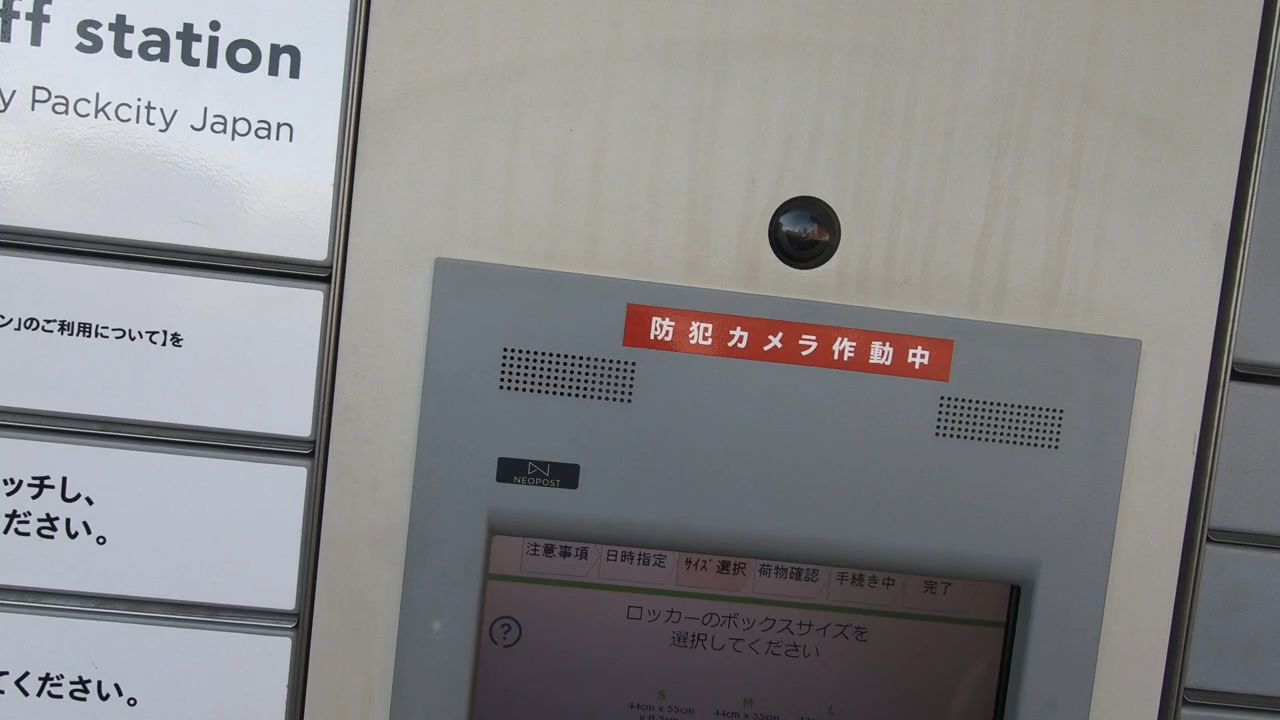 ff station
y Packcity Japan
ン」のご利用について】を
ッチし、
ださい。
てください。
防犯カメラ作動中
NEOPOST
注意事項 日時指定 ｻｲｽﾞ選択 荷物確認 手続き中 完了
?
ロッカーのボックスサイズを
選択してください
S M L
44cm x 55cm 44cm x 55cm